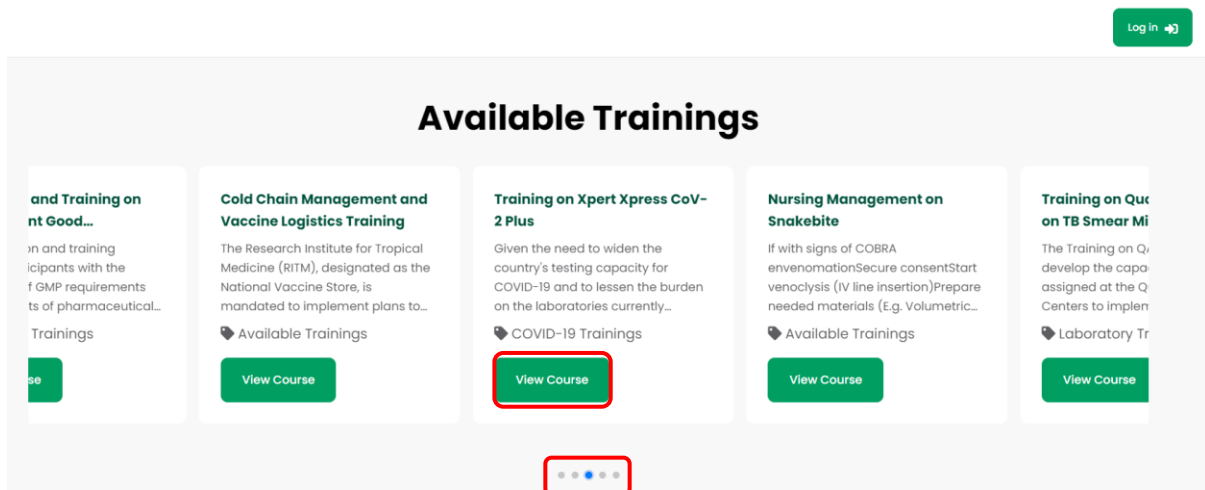 Log in
Available Trainings
and Training on
nt Good...
on and training
icipants with the
f GMP requirements
ts of pharmaceutical...
Trainings
se
Cold Chain Management and
Vaccine Logistics Training
The Research Institute for Tropical
Medicine (RITM), designated as the
National Vaccine Store, is
mandated to implement plans to...
Available Trainings
View Course
Training on Xpert Xpress CoV-
2 Plus
Given the need to widen the
country's testing capacity for
COVID-19 and to lessen the burden
on the laboratories currently...
COVID-19 Trainings
View Course
Nursing Management on
Snakebite
If with signs of COBRA
envenomationSecure consentStart
venoclysis (IV line insertion)Prepare
needed materials (E.g. Volumetric...
Available Trainings
View Course
Training on Qua
on TB Smear Mi
The Training on Q
develop the capa
assigned at the Q
Centers to implem
Laboratory Tr
View Course